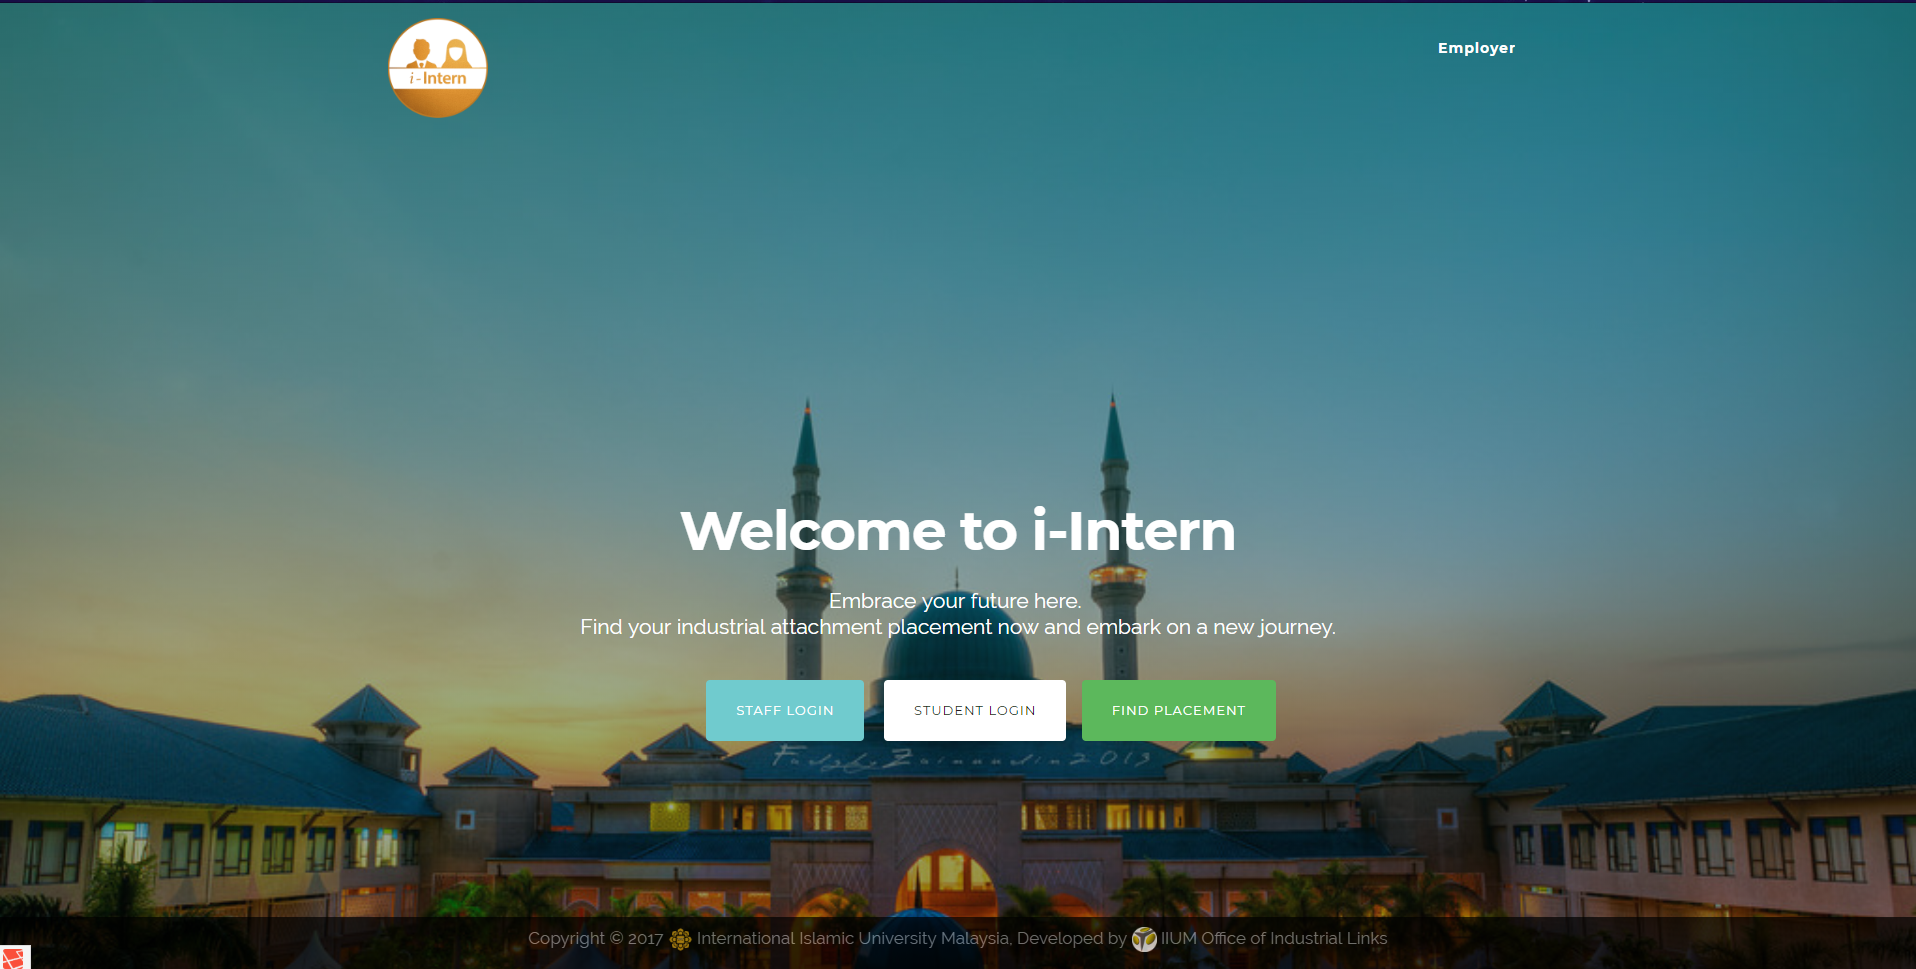 i-Intern
Employer
Welcome to i-Intern
Embrace your future here.
Find your industrial attachment placement now and embark on a new journey.
STAFF LOGIN
STUDENT LOGIN
FIND PLACEMENT
Fadzly Zainuudin 2013
Copyright © 2017 International Islamic University Malaysia, Developed by IIUM Office of Industrial Links